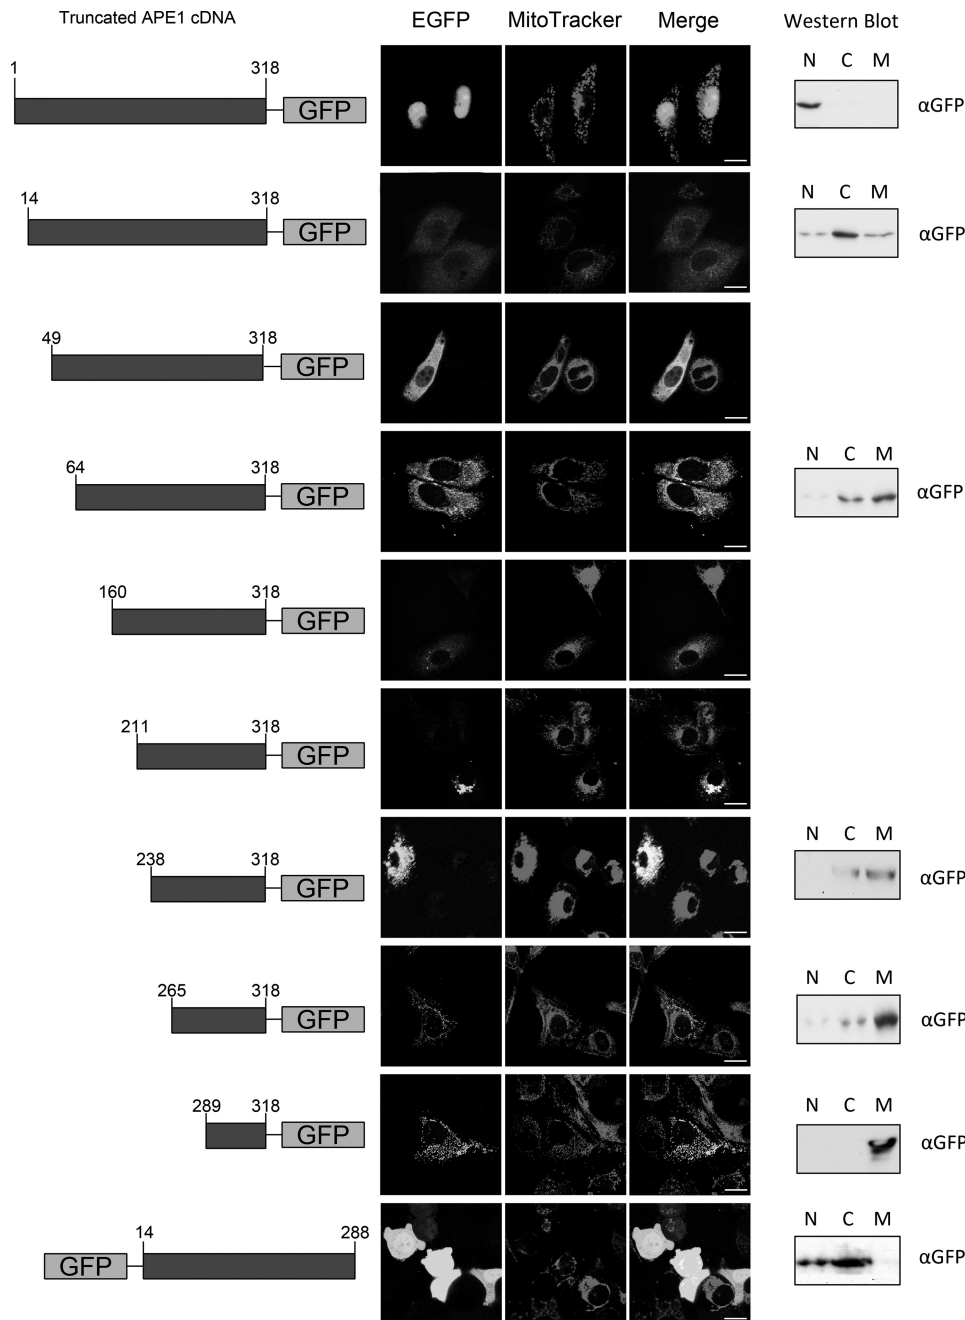 Truncated APE1 cDNA EGFP MitoTracker Merge Western Blot
1 318 N C M
GFP αGFP
14 318 N C M
GFP αGFP
49 318
GFP
64 318 N C M
GFP αGFP
160 318
GFP
211 318
GFP
238 318 N C M
GFP αGFP
265 318 N C M
GFP αGFP
289 318 N C M
GFP αGFP
14 288 N C M
GFP αGFP